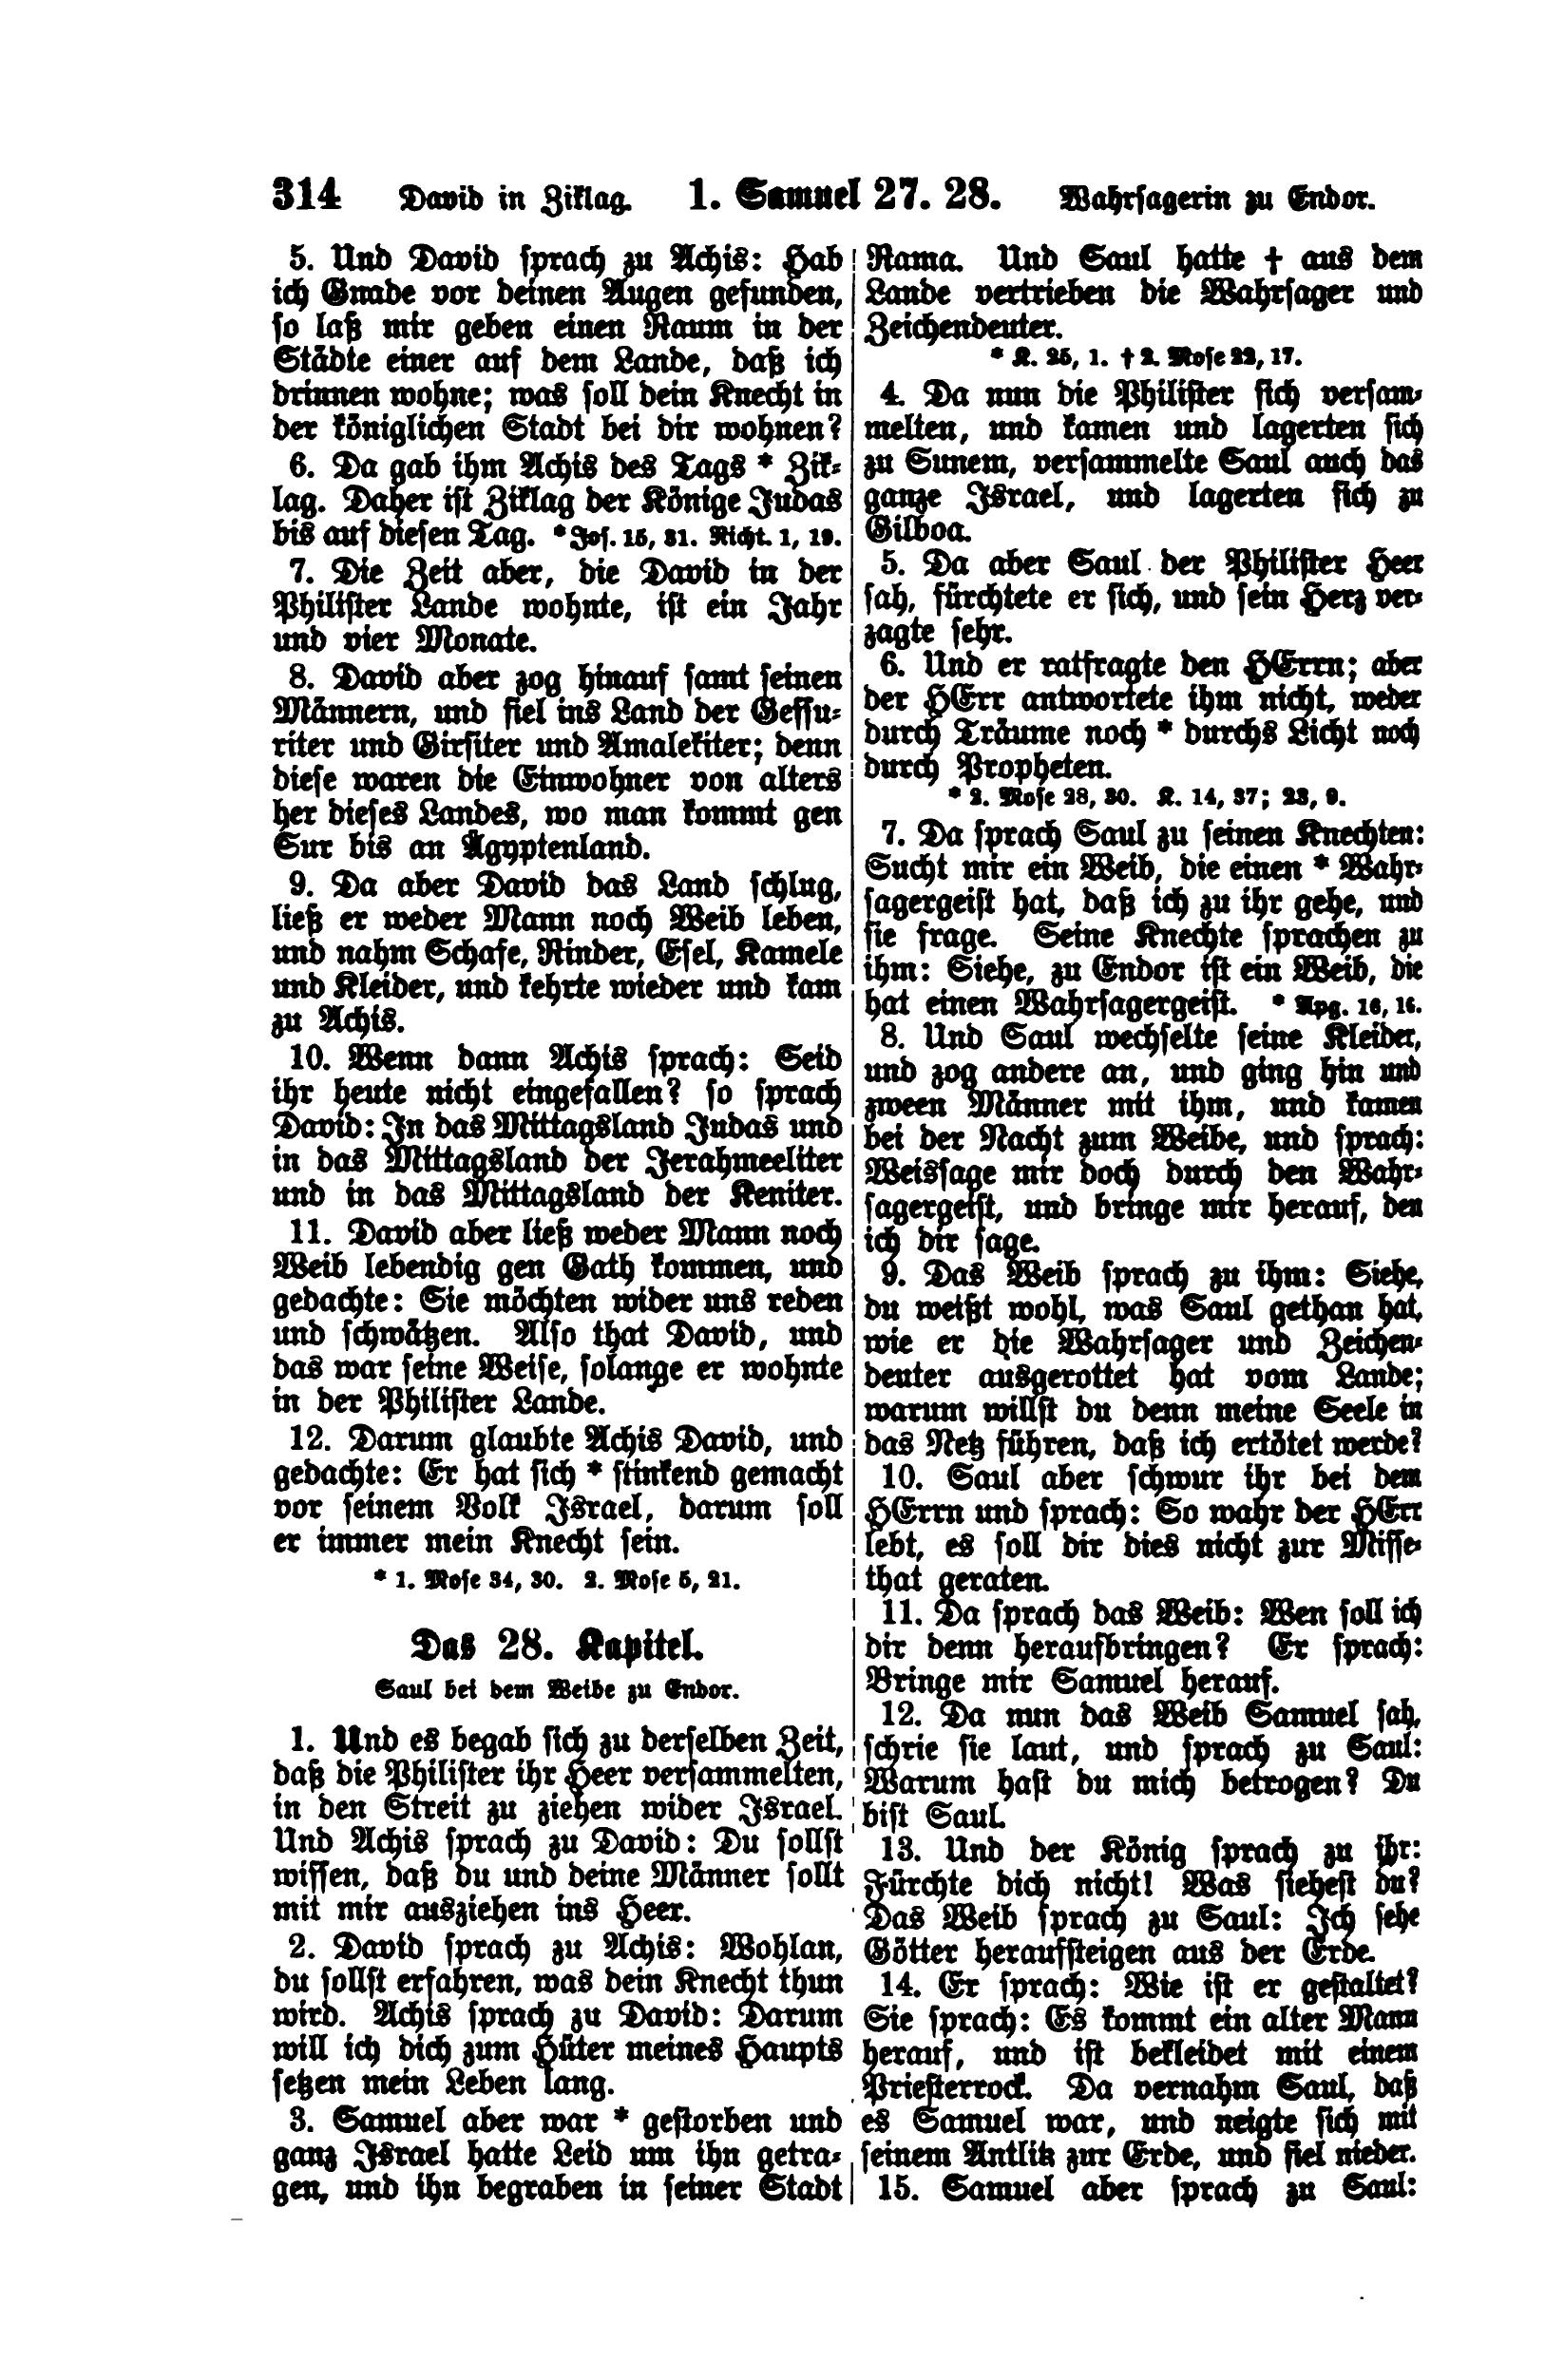 314 David in Ziklag. 1. Samuel 27. 28. Wahrsagerin zu Endor.
5. Und David sprach zu Achis: Hab
ich Gnade vor deinen Augen gefunden,
so laß mir geben einen Raum in der
Städte einer auf dem Lande, daß ich
drinnen wohne; was soll dein Knecht in
der königlichen Stadt bei dir wohnen?
6. Da gab ihm Achis des Tags * Zik-
lag. Daher ist Ziklag der Könige Judas
bis auf diesen Tag. * Jos. 15, 31. Richt. 1, 19.
7. Die Zeit aber, die David in der
Philister Lande wohnte, ist ein Jahr
und vier Monate.
8. David aber zog hinauf samt seinen
Männern, und fiel ins Land der Gessu-
riter und Girsiter und Amalekiter; denn
diese waren die Einwohner von alters
her dieses Landes, wo man kommt gen
Sur bis an Ägyptenland.
9. Da aber David das Land schlug,
ließ er weder Mann noch Weib leben,
und nahm Schafe, Rinder, Esel, Kamele
und Kleider, und kehrte wieder und kam
zu Achis.
10. Wenn dann Achis sprach: Seid
ihr heute nicht eingefallen? so sprach
David: In das Mittagsland Judas und
in das Mittagsland der Jerahmeeliter
und in das Mittagsland der Keniter.
11. David aber ließ weder Mann noch
Weib lebendig gen Gath kommen, und
gedachte: Sie möchten wider uns reden
und schwätzen. Also that David, und
das war seine Weise, solange er wohnte
in der Philister Lande.
12. Darum glaubte Achis David, und
gedachte: Er hat sich * stinkend gemacht
vor seinem Volk Israel, darum soll
er immer mein Knecht sein.
* 1. Mose 34, 30. 2. Mose 5, 21.
Das 28. Kapitel.
Saul bei dem Weibe zu Endor.
1. Und es begab sich zu derselben Zeit,
daß die Philister ihr Heer versammelten,
in den Streit zu ziehen wider Israel.
Und Achis sprach zu David: Du sollst
wissen, daß du und deine Männer sollt
mit mir ausziehen ins Heer.
2. David sprach zu Achis: Wohlan,
du sollst erfahren, was dein Knecht thun
wird. Achis sprach zu David: Darum
will ich dich zum Hüter meines Haupts
setzen mein Leben lang.
3. Samuel aber war * gestorben und
ganz Israel hatte Leid um ihn getra-
gen, und ihn begraben in seiner Stadt
Rama. Und Saul hatte † aus dem
Lande vertrieben die Wahrsager und
Zeichendeuter.
* K. 25, 1. † 2. Mose 22, 17.
4. Da nun die Philister sich versam-
melten, und kamen und lagerten sich
zu Sunem, versammelte Saul auch das
ganze Israel, und lagerten sich zu
Gilboa.
5. Da aber Saul der Philister Heer
sah, fürchtete er sich, und sein Herz ver-
zagte sehr.
6. Und er ratfragte den HErrn; aber
der HErr antwortete ihm nicht, weder
durch Träume noch * durchs Licht noch
durch Propheten.
* 2. Mose 28, 30. K. 14, 37; 23, 9.
7. Da sprach Saul zu seinen Knechten:
Sucht mir ein Weib, die einen * Wahr-
sagergeist hat, daß ich zu ihr gehe, und
sie frage. Seine Knechte sprachen zu
ihm: Siehe, zu Endor ist ein Weib, die
hat einen Wahrsagergeist. * Apg. 16, 16.
8. Und Saul wechselte seine Kleider,
und zog andere an, und ging hin und
zween Männer mit ihm, und kamen
bei der Nacht zum Weibe, und sprach:
Weissage mir doch durch den Wahr-
sagergeist, und bringe mir herauf, den
ich dir sage.
9. Das Weib sprach zu ihm: Siehe,
du weißt wohl, was Saul gethan hat,
wie er die Wahrsager und Zeichen-
deuter ausgerottet hat vom Lande;
warum willst du denn meine Seele in
das Netz führen, daß ich ertötet werde?
10. Saul aber schwur ihr bei dem
HErrn und sprach: So wahr der HErr
lebt, es soll dir dies nicht zur Misse-
that geraten.
11. Da sprach das Weib: Wen soll ich
dir denn heraufbringen? Er sprach:
Bringe mir Samuel herauf.
12. Da nun das Weib Samuel sah,
schrie sie laut, und sprach zu Saul:
Warum hast du mich betrogen? Du
bist Saul.
13. Und der König sprach zu ihr:
Fürchte dich nicht! Was siehest du?
Das Weib sprach zu Saul: Ich sehe
Götter heraufsteigen aus der Erde.
14. Er sprach: Wie ist er gestaltet?
Sie sprach: Es kommt ein alter Mann
herauf, und ist bekleidet mit einem
Priesterrock. Da vernahm Saul, daß
es Samuel war, und neigte sich mit
seinem Antlitz zur Erde, und fiel nieder.
15. Samuel aber sprach zu Saul: